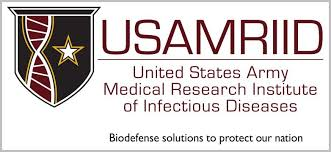 USAMRIID
United States Army
Medical Research Institute
of Infectious Diseases
Biodefense solutions to protect our nation